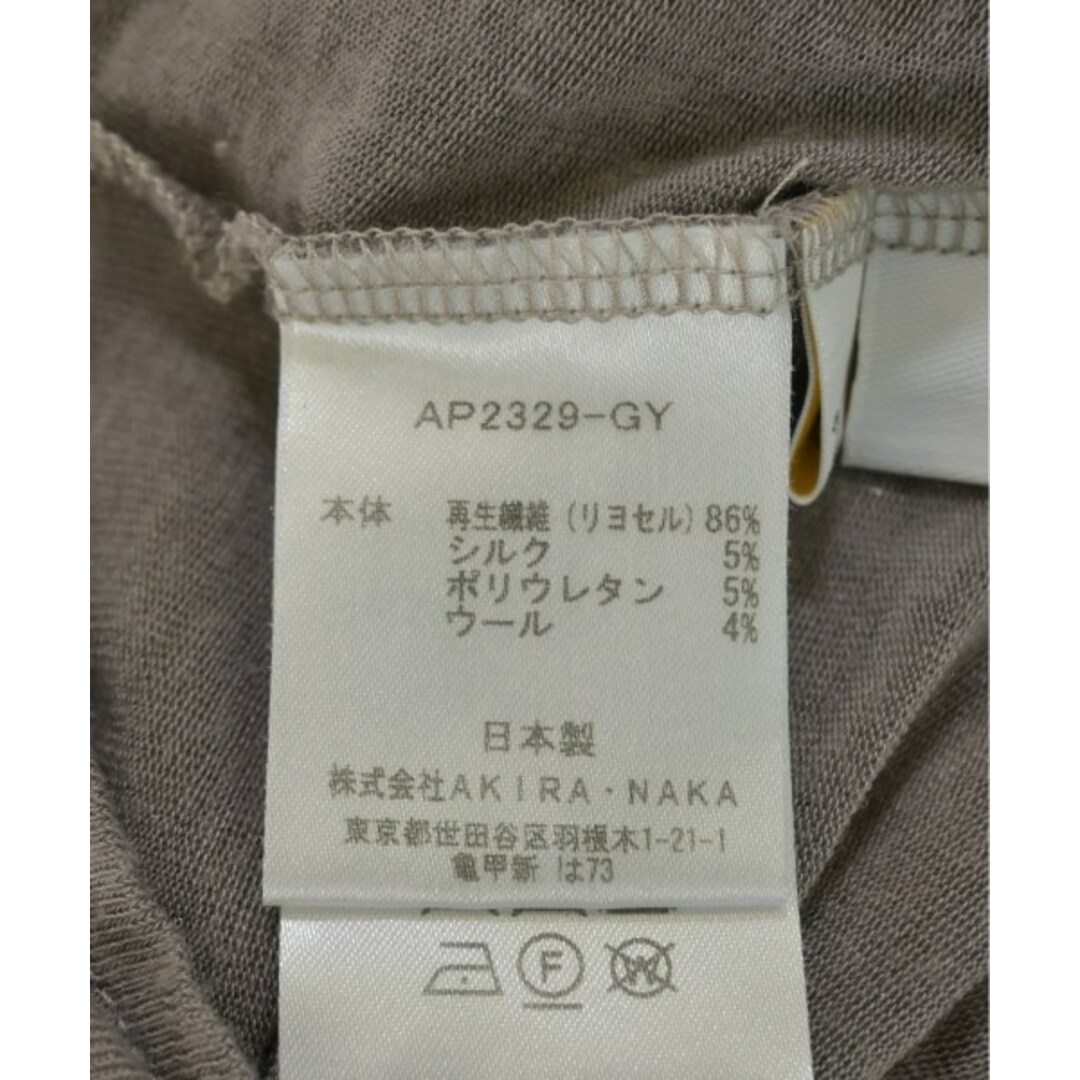 AP2329-GY
本体 再生繊維(リヨセル) 86%
シルク 5%
ポリウレタン 5%
ウール 4%
日本製
株式会社AKIRA・NAKA
東京都世田谷区羽根木1-21-1
亀甲新 は73
F
W